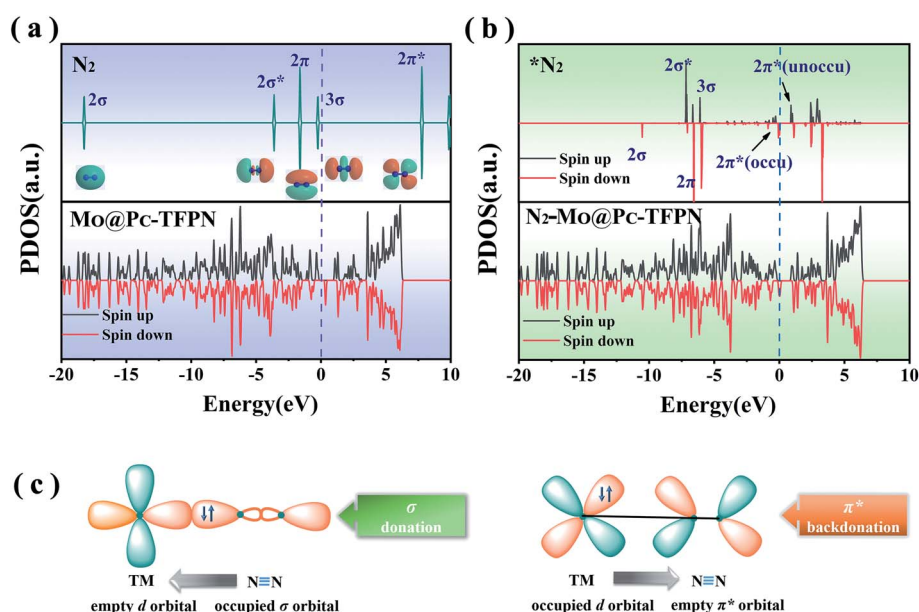 ( a )
N2
2σ
2σ*
2π
3σ
2π*
PDOS(a.u.)
Mo@Pc-TFPN
Spin up
Spin down
-20 -15 -10 -5 0 5 10
Energy(eV)
( b )
*N2
2σ*
3σ
2π*(unoccu)
2σ
2π
2π*(occu)
Spin up
Spin down
PDOS(a.u.)
N2-Mo@Pc-TFPN
Spin up
Spin down
-20 -15 -10 -5 0 5
Energy(eV)
( c )
σ
donation
TM N≡N
empty d orbital occupied σ orbital
π*
backdonation
TM N≡N
occupied d orbital empty π* orbital